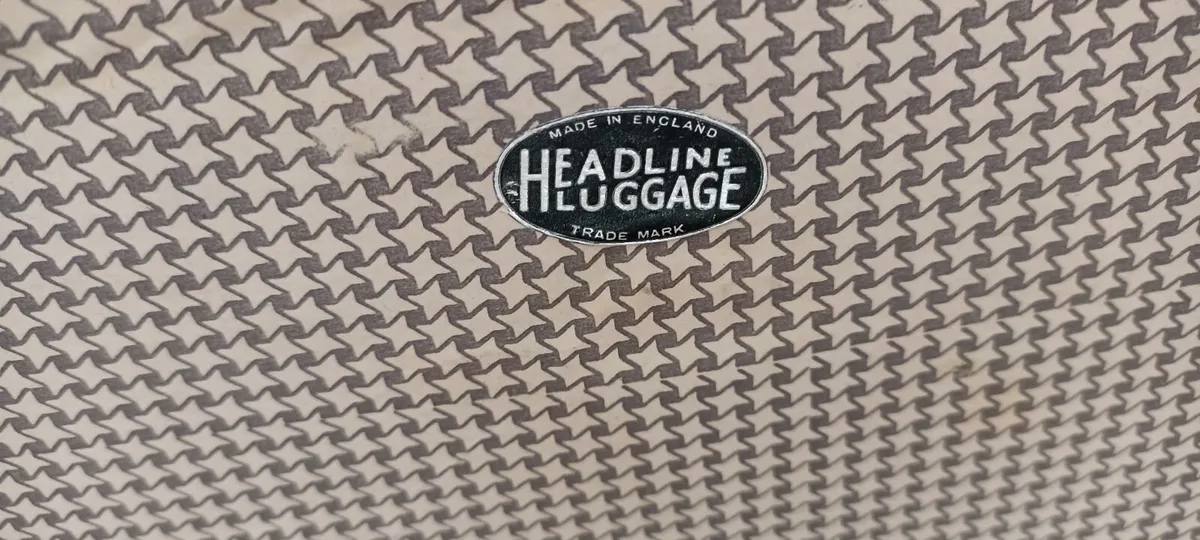 MADE IN ENGLAND
HEADLINE
LUGGAGE
TRADE MARK